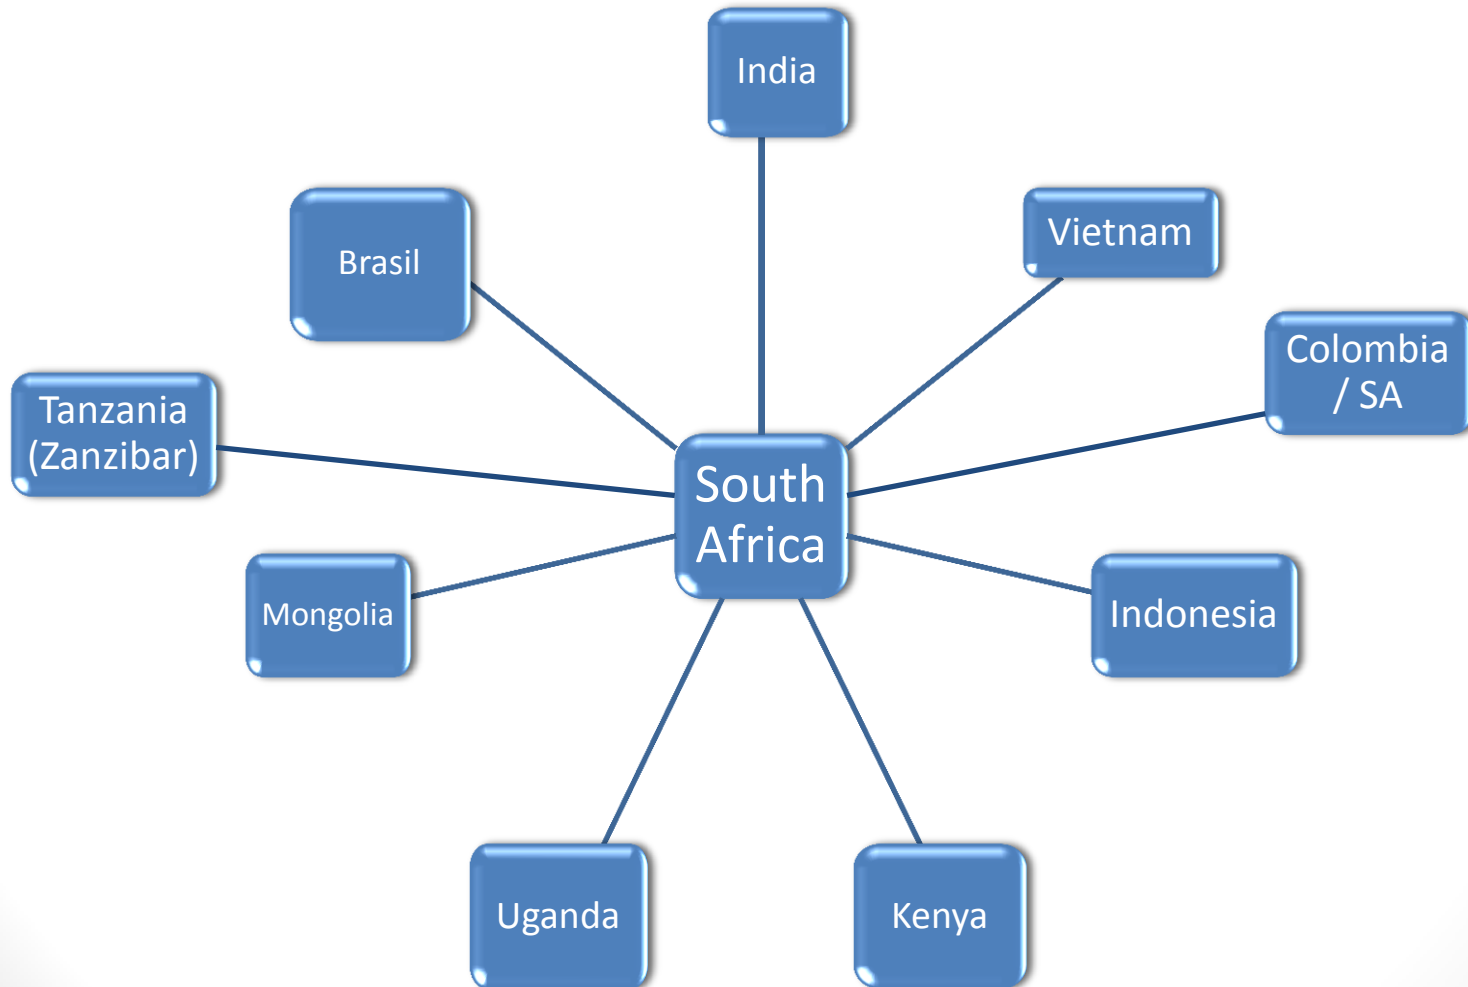 India
Vietnam
Brasil
Colombia
/ SA
Tanzania
(Zanzibar)
South
Africa
Mongolia
Indonesia
Uganda
Kenya